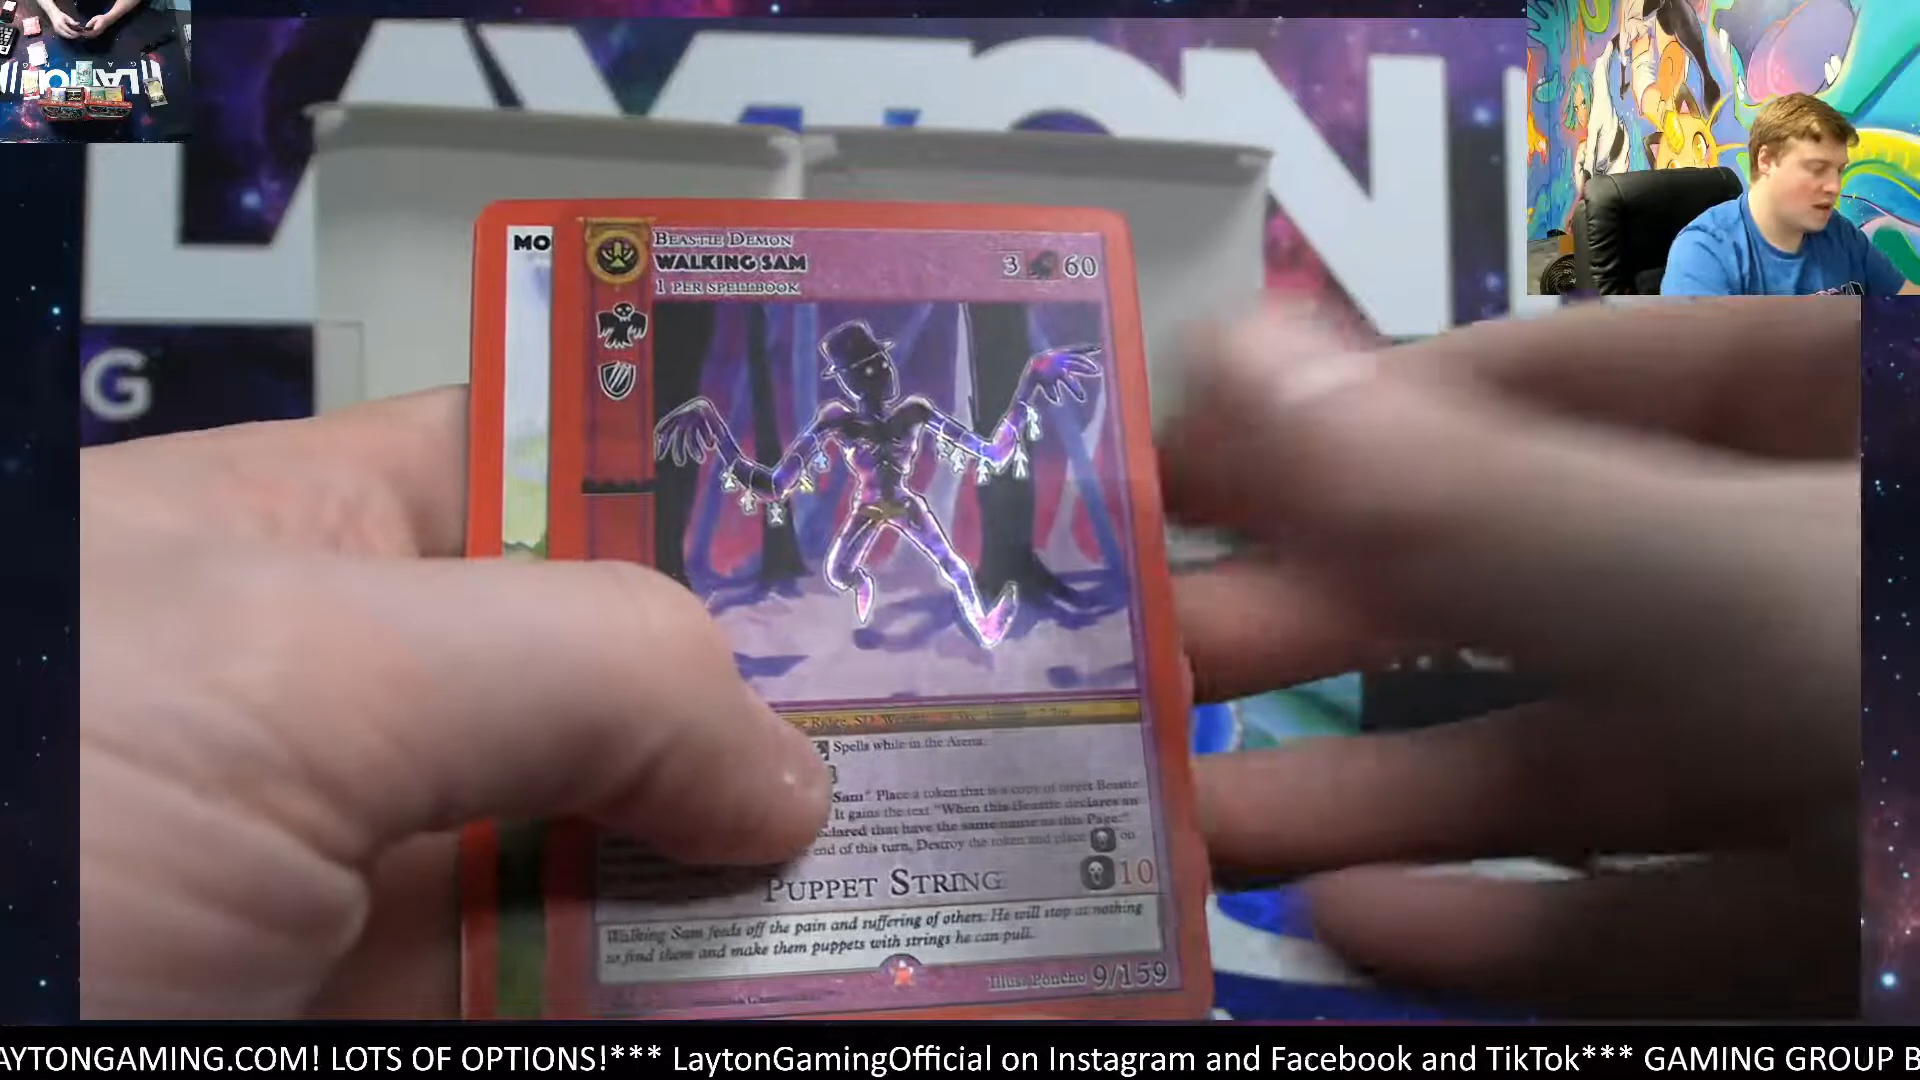 LAYTON
G
MO
BEASTIE DEMON
WALKING SAM
3 60
1 PER SPELLBOOK
Spells while in the Arena.
Sam" Place a token that is a copy of target Beastie
It gains the text "When this Beastie declares an
clared that have the same name as this Page."
end of this turn, Destroy the token and place on
PUPPET STRING
10
Walking Sam feeds off the pain and suffering of others. He will stop at nothing
to find them and make them puppets with strings he can pull.
Illus: Poncho 9/159
AYTONGAMING.COM! LOTS OF OPTIONS!*** LaytonGamingOfficial on Instagram and Facebook and TikTok*** GAMING GROUP B